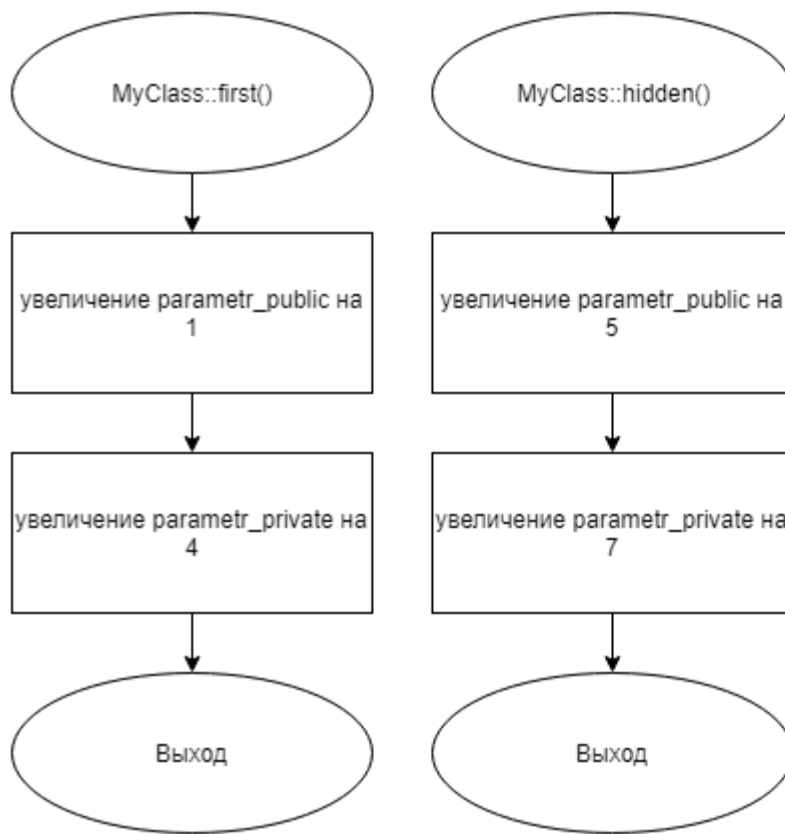 MyClass::first()
увеличение parametr_public на
1
увеличение parametr_private на
4
Выход
MyClass::hidden()
увеличение parametr_public на
5
увеличение parametr_private на
7
Выход